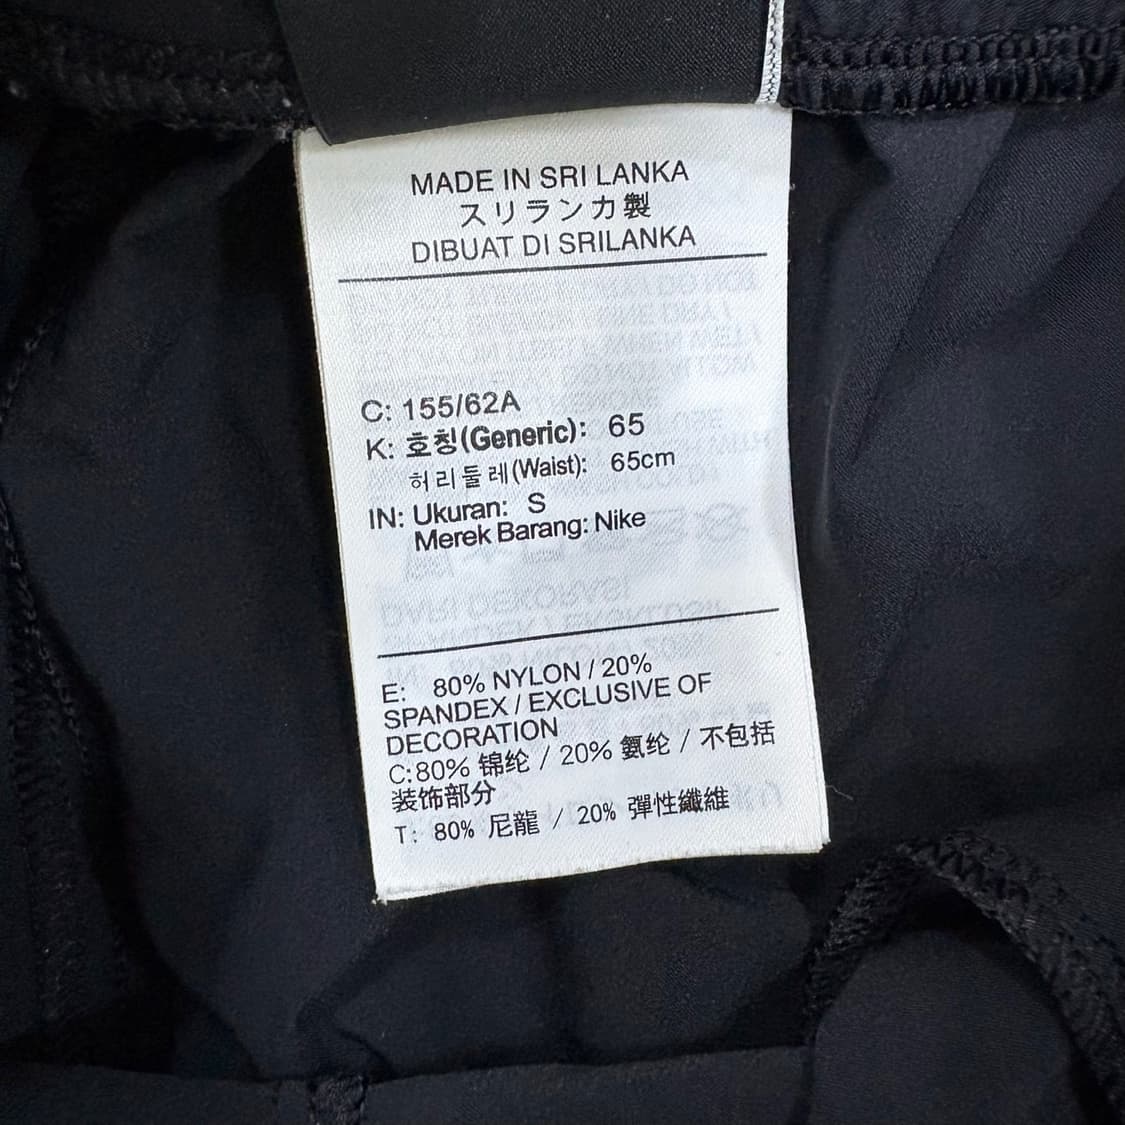 MADE IN SRI LANKA
スリランカ製
DIBUAT DI SRILANKA
C: 155/62A
K: 호칭(Generic): 65
허리둘레(Waist): 65cm
IN: Ukuran: S
Merek Barang: Nike
E: 80% NYLON / 20%
SPANDEX / EXCLUSIVE OF
DECORATION
C:80% 锦纶 / 20% 氨纶 / 不包括
装饰部分
T: 80% 尼龍 / 20% 彈性纖維